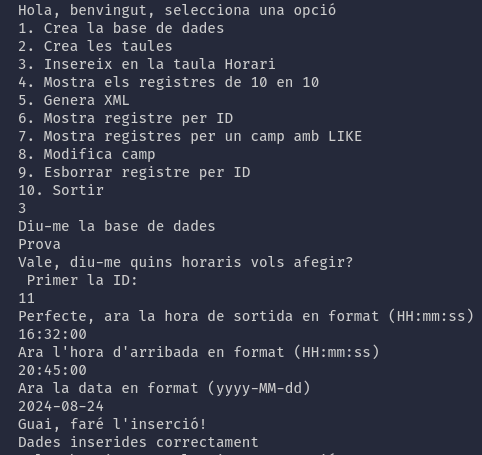 Hola, benvingut, selecciona una opció
1. Crea la base de dades
2. Crea les taules
3. Insereix en la taula Horari
4. Mostra els registres de 10 en 10
5. Genera XML
6. Mostra registre per ID
7. Mostra registres per un camp amb LIKE
8. Modifica camp
9. Esborrar registre per ID
10. Sortir
3
Diu-me la base de dades
Prova
Vale, diu-me quins horaris vols afegir?
Primer la ID:
11
Perfecte, ara la hora de sortida en format (HH:mm:ss)
16:32:00
Ara l'hora d'arribada en format (HH:mm:ss)
20:45:00
Ara la data en format (yyyy-MM-dd)
2024-08-24
Guai, faré l'inserció!
Dades inserides correctament